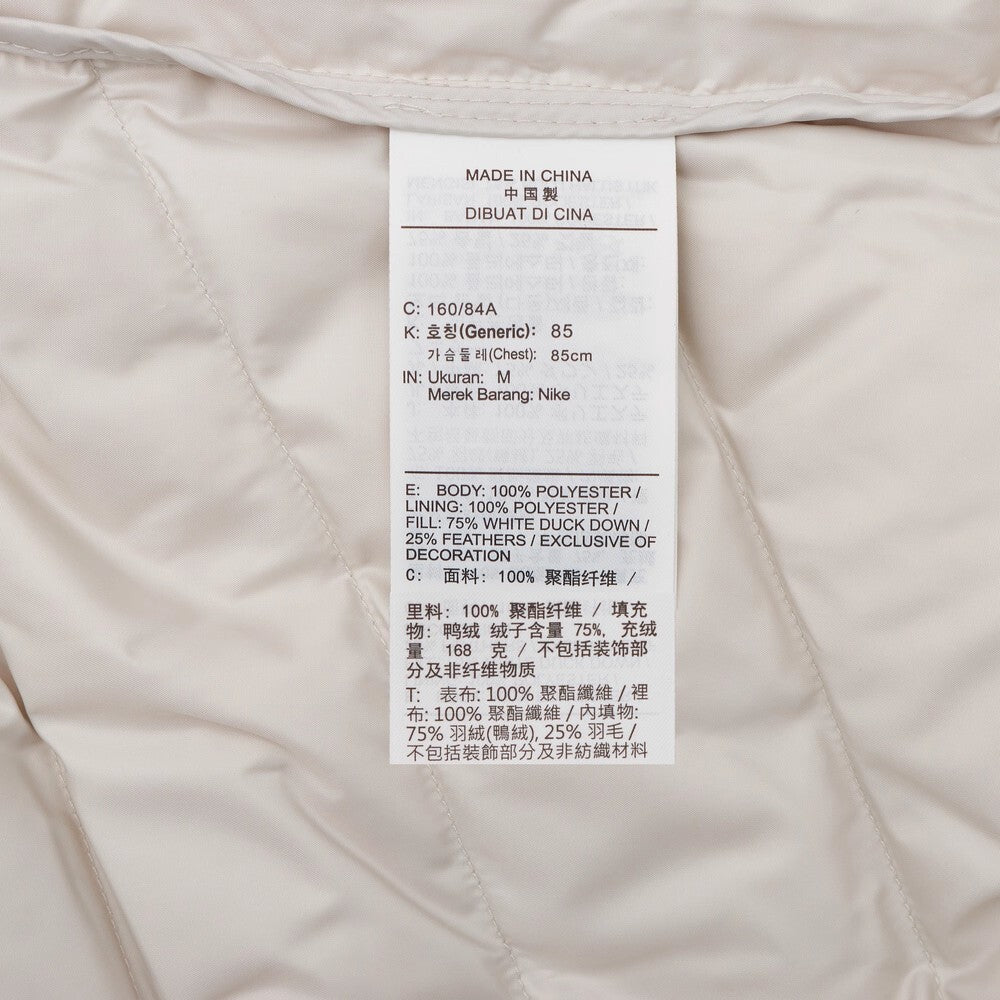 MADE IN CHINA
中国製
DIBUAT DI CINA
C: 160/84A
K: 호칭(Generic): 85
가슴둘레(Chest): 85cm
IN: Ukuran: M
Merek Barang: Nike
E: BODY: 100% POLYESTER /
LINING: 100% POLYESTER /
FILL: 75% WHITE DUCK DOWN /
25% FEATHERS / EXCLUSIVE OF
DECORATION
C: 面料: 100% 聚酯纤维 /
里料: 100% 聚酯纤维 / 填充
物: 鸭绒 绒子含量 75%, 充绒
量 168 克 / 不包括装饰部
分及非纤维物质
T: 表布: 100% 聚酯纖維 / 裡
布: 100% 聚酯纖維 / 內填物:
75% 羽絨(鴨絨), 25% 羽毛 /
不包括裝飾部分及非紡織材料